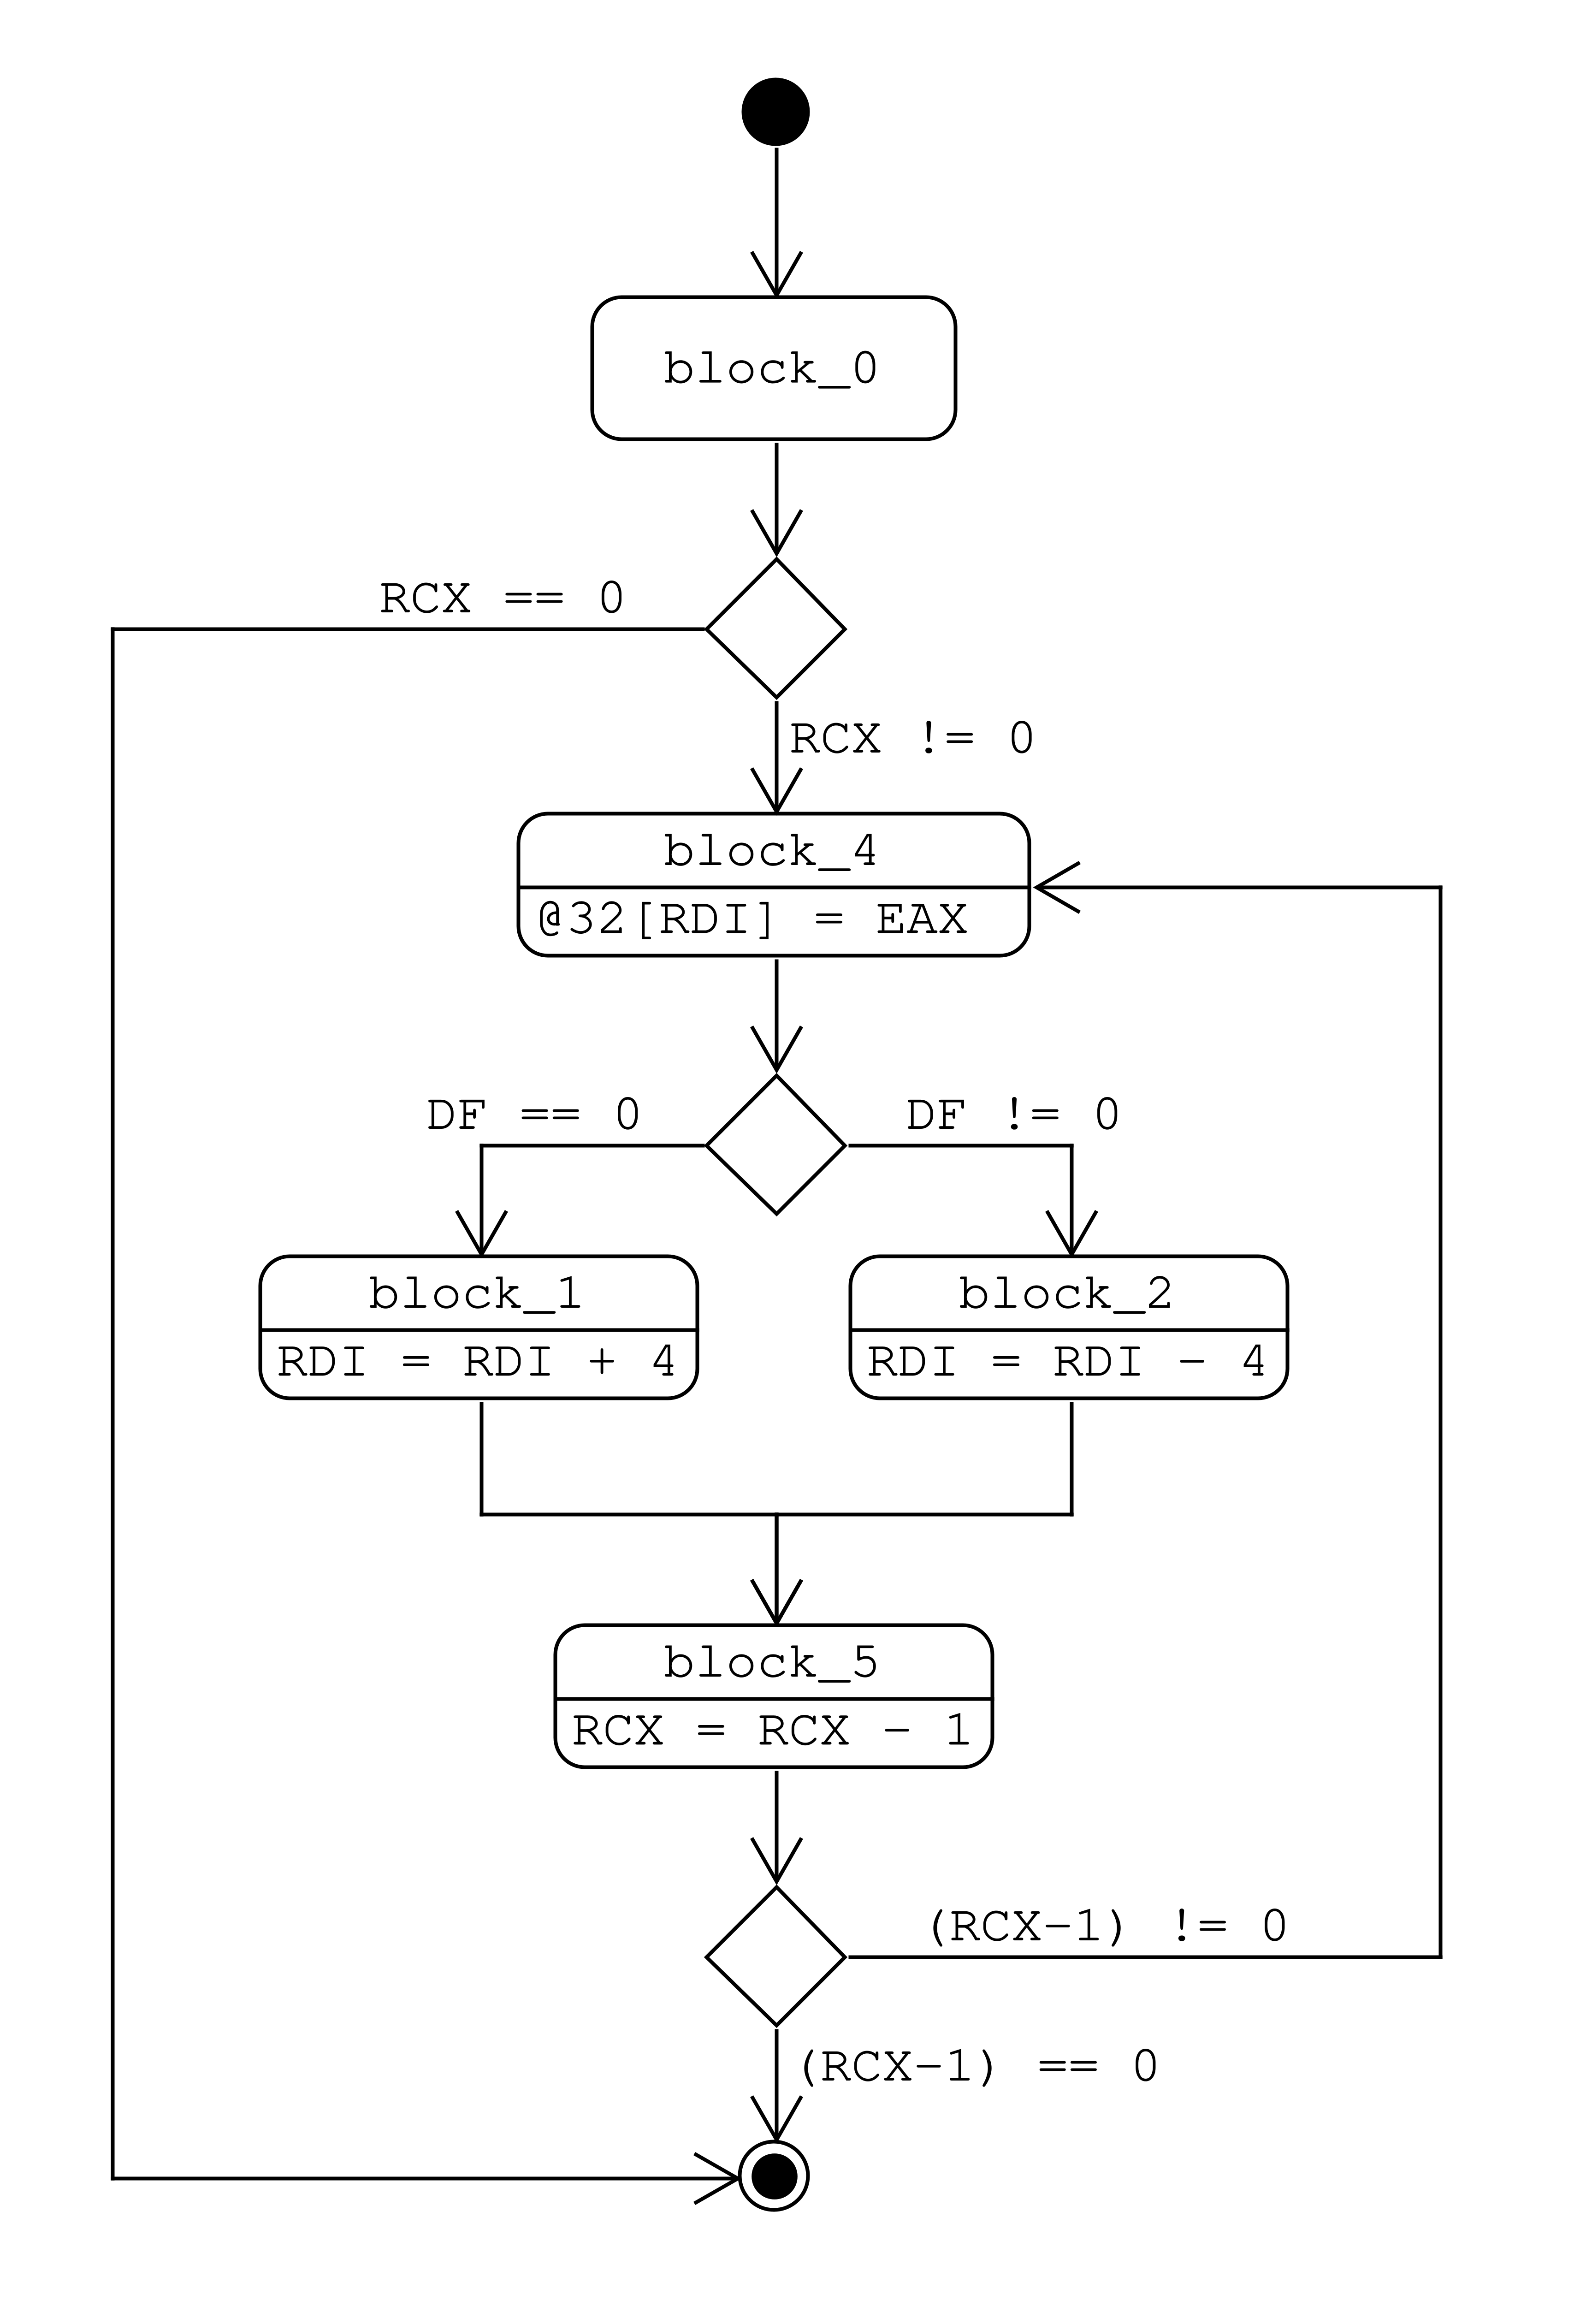 block_0
RCX == 0
RCX != 0
block_4
@32[RDI] = EAX
DF == 0
DF != 0
block_1
RDI = RDI + 4
block_2
RDI = RDI - 4
block_5
RCX = RCX - 1
(RCX-1) != 0
(RCX-1) == 0